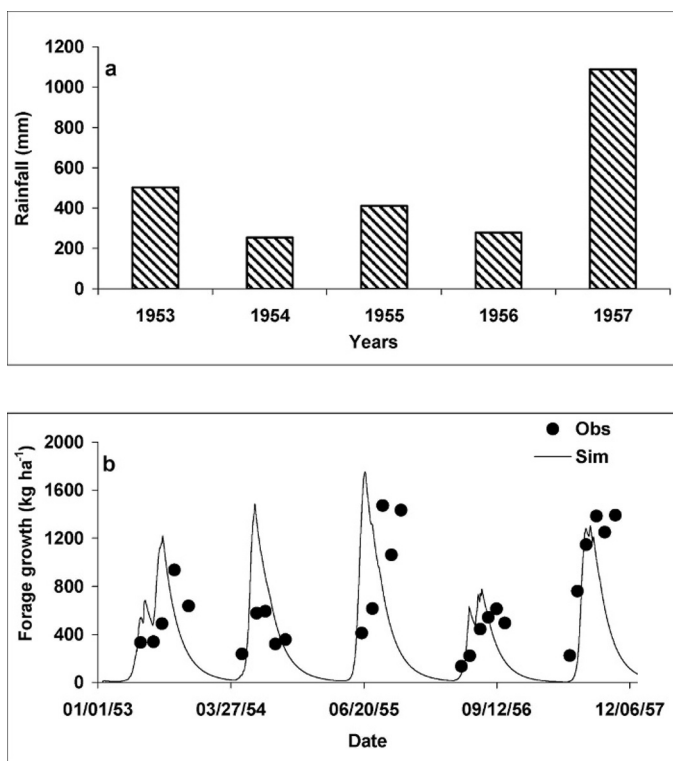 a
Rainfall (mm)
1200
1000
800
600
400
200
0
1953 1954 1955 1956 1957
Years
b
Obs
Sim
Forage growth (kg ha-1)
2000
1600
1200
800
400
0
01/01/53 03/27/54 06/20/55 09/12/56 12/06/57
Date